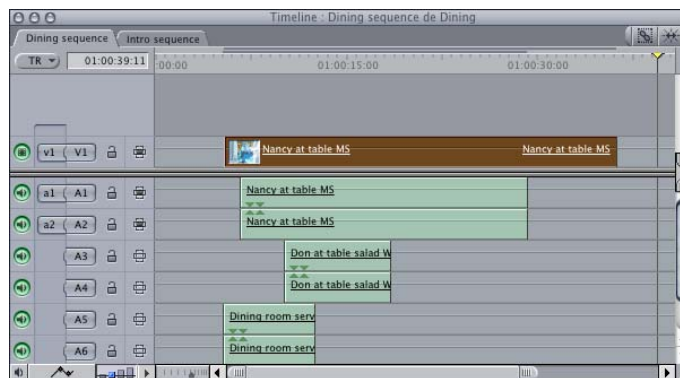 Timeline : Dining sequence de Dining
Dining sequence Intro sequence
TR 01:00:39:11 00:00 01:00:15:00 01:00:30:00
v1 V1 Nancy at table MS Nancy at table MS
a1 A1 Nancy at table MS
a2 A2 Nancy at table MS
A3 Don at table salad W
A4 Don at table salad W
A5 Dining room serv
A6 Dining room serv